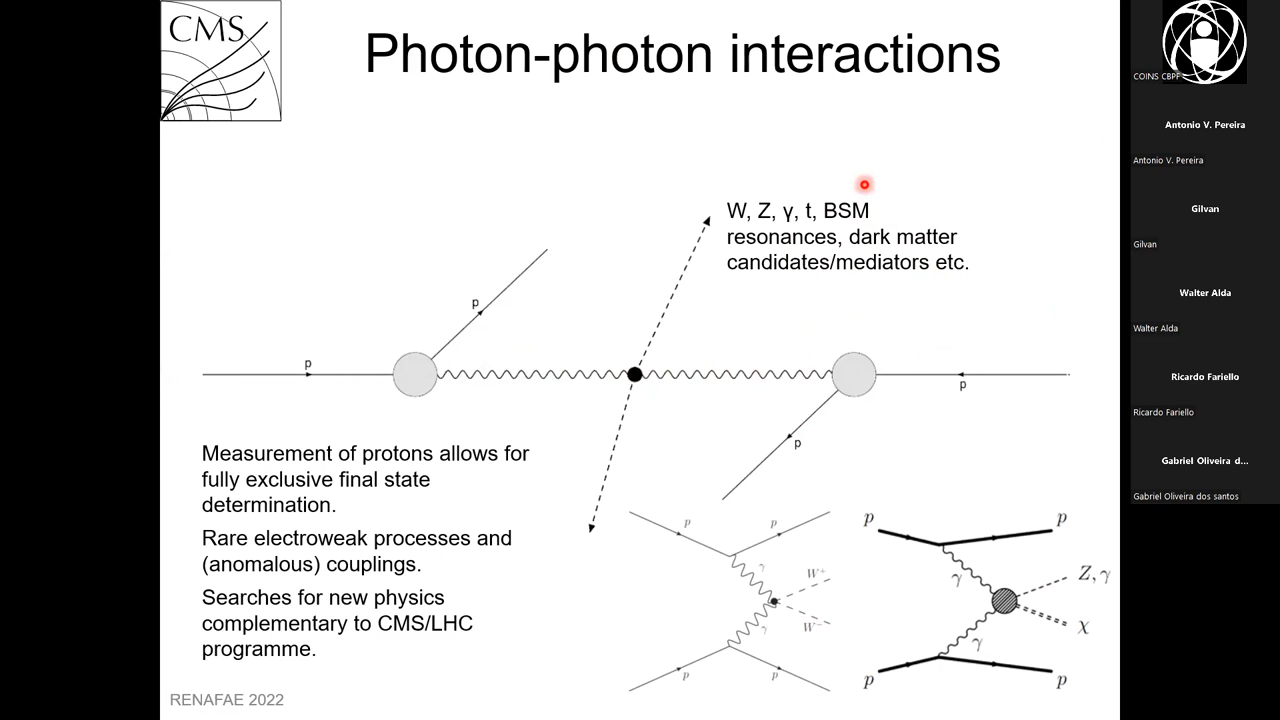 CMS
Photon-photon interactions
W, Z, γ, t, BSM
resonances, dark matter
candidates/mediators etc.
p
p
p
p
Measurement of protons allows for
fully exclusive final state
determination.
Rare electroweak processes and
(anomalous) couplings.
Searches for new physics
complementary to CMS/LHC
programme.
p
p
γ
W⁺
W⁻
γ
p
p
p
p
γ
Z, γ
χ
γ
p
p
RENAFAE 2022
COINS CBPF
Antonio V. Pereira
Antonio V. Pereira
Gilvan
Gilvan
Walter Alda
Walter Alda
Ricardo Fariello
Ricardo Fariello
Gabriel Oliveira d...
Gabriel Oliveira dos santos